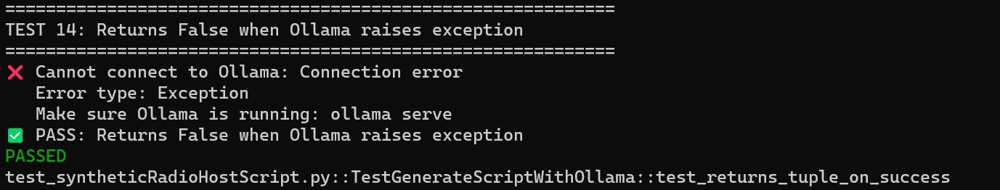 ============================================================
TEST 14: Returns False when Ollama raises exception
============================================================
❌ Cannot connect to Ollama: Connection error
   Error type: Exception
   Make sure Ollama is running: ollama serve
✅ PASS: Returns False when Ollama raises exception
PASSED
test_syntheticRadioHostScript.py::TestGenerateScriptWithOllama::test_returns_tuple_on_success